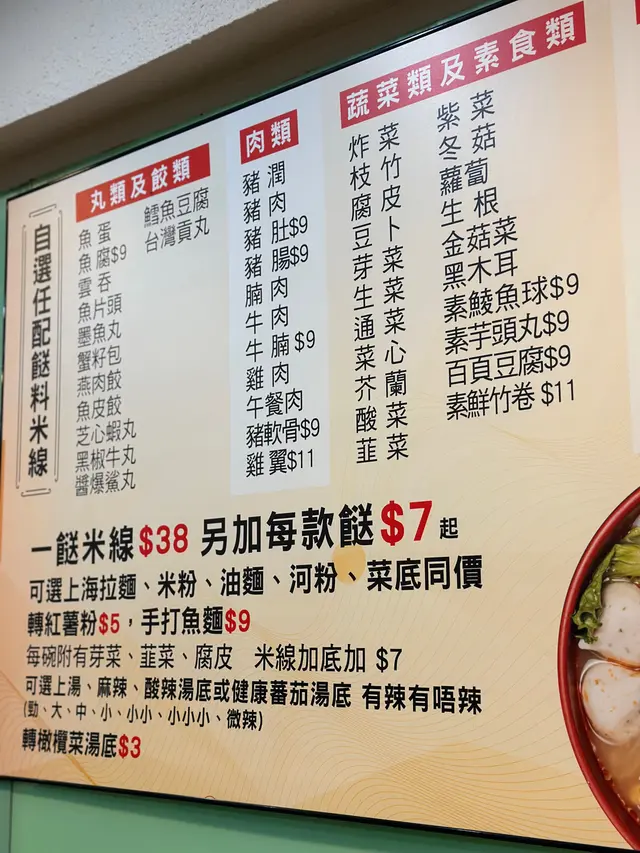 自選任配餸料米線
丸類及餃類
魚蛋
魚腐$9
雲吞
魚片頭
墨魚丸
蟹籽包
燕肉餃
魚皮餃
芝心蝦丸
黑椒牛丸
醬爆鯊丸
鱈魚豆腐
台灣貢丸
肉類
豬潤
豬肉
豬肚$9
豬腸$9
腩肉
牛肉
牛腩$9
雞肉
午餐肉
豬軟骨$9
雞翼$11
蔬菜類及素食類
炸菜
枝竹
腐皮
豆卜
芽菜
生菜
通菜
菜心
芥蘭
酸菜
韭菜
紫菜
冬菇
蘿蔔
生根
金菇菜
黑木耳
素鯪魚球$9
素芋頭丸$9
百頁豆腐$9
素鮮竹卷 $11
一餸米線$38 另加每款餸$7起
可選上海拉麵、米粉、油麵、河粉、菜底同價
轉紅薯粉$5，手打魚麵$9
每碗附有芽菜、韮菜、腐皮 米線加底加 $7
可選上湯、麻辣、酸辣湯底或健康蕃茄湯底 有辣有唔辣
(勁、大、中、小、小小、小小小、微辣)
轉橄欖菜湯底$3